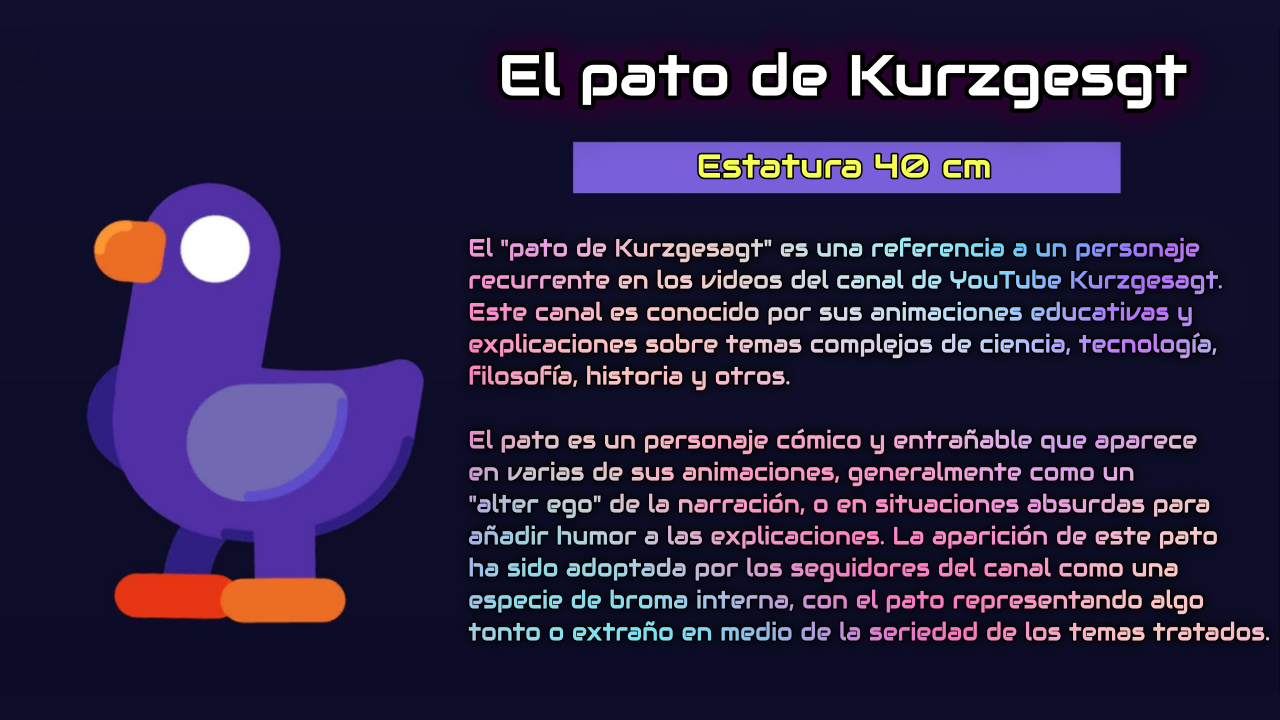 El pato de Kurzgesgt
Estatura 40 cm
El "pato de Kurzgesagt" es una referencia a un personaje
recurrente en los videos del canal de YouTube Kurzgesagt.
Este canal es conocido por sus animaciones educativas y
explicaciones sobre temas complejos de ciencia, tecnología,
filosofía, historia y otros.
El pato es un personaje cómico y entrañable que aparece
en varias de sus animaciones, generalmente como un
"alter ego" de la narración, o en situaciones absurdas para
añadir humor a las explicaciones. La aparición de este pato
ha sido adoptada por los seguidores del canal como una
especie de broma interna, con el pato representando algo
tonto o extraño en medio de la seriedad de los temas tratados.